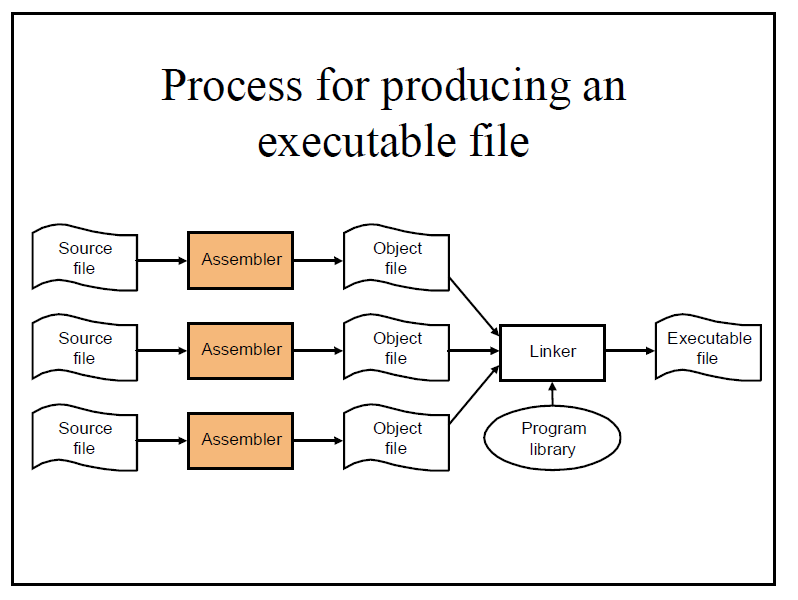 Process for producing an
executable file
Source
file
Assembler
Object
file
Source
file
Assembler
Object
file
Linker
Executable
file
Source
file
Assembler
Object
file
Program
library